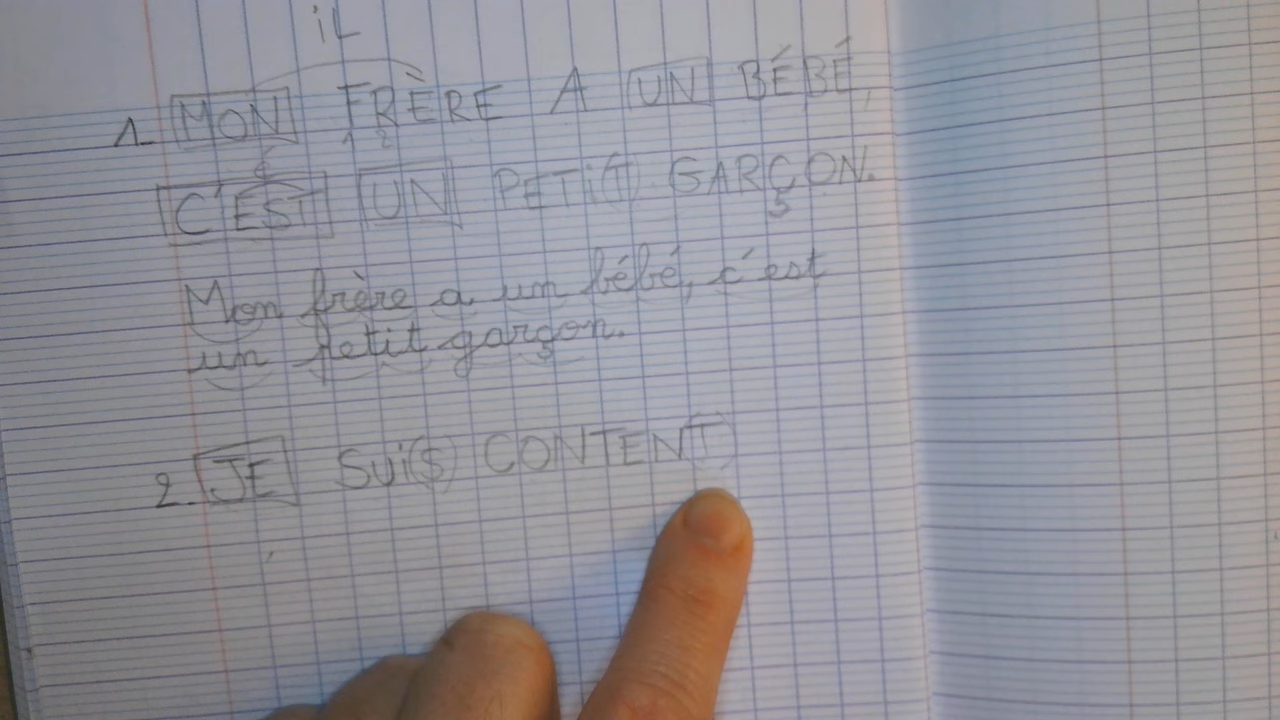 iL
1. MON FRÈRE A UN BÉBÉ,
C'EST UN PETi(T) GARÇON.
Mon frère a un bébé, c'est
un petit garçon.
2. JE SUi(S) CONTEN(T)